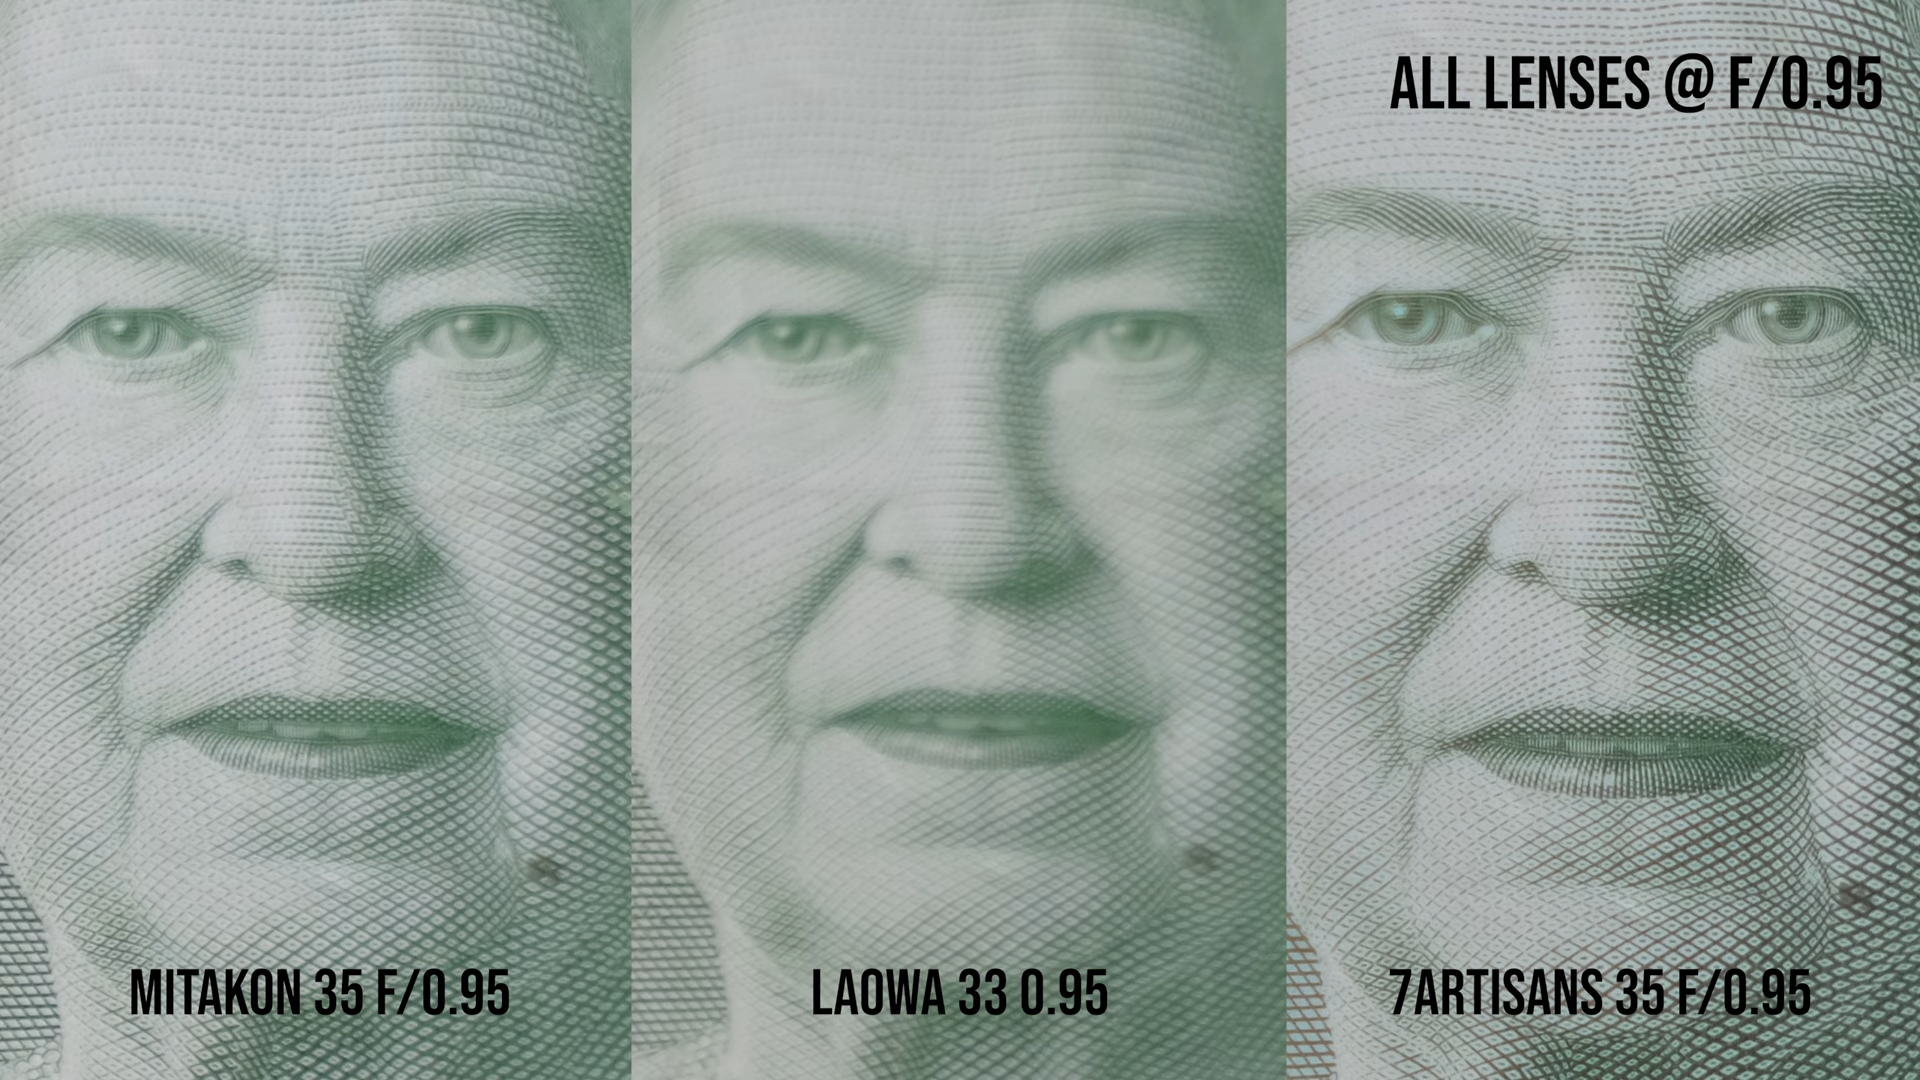 ALL LENSES @ F/0.95
MITAKON 35 F/0.95
LAOWA 33 0.95
7ARTISANS 35 F/0.95